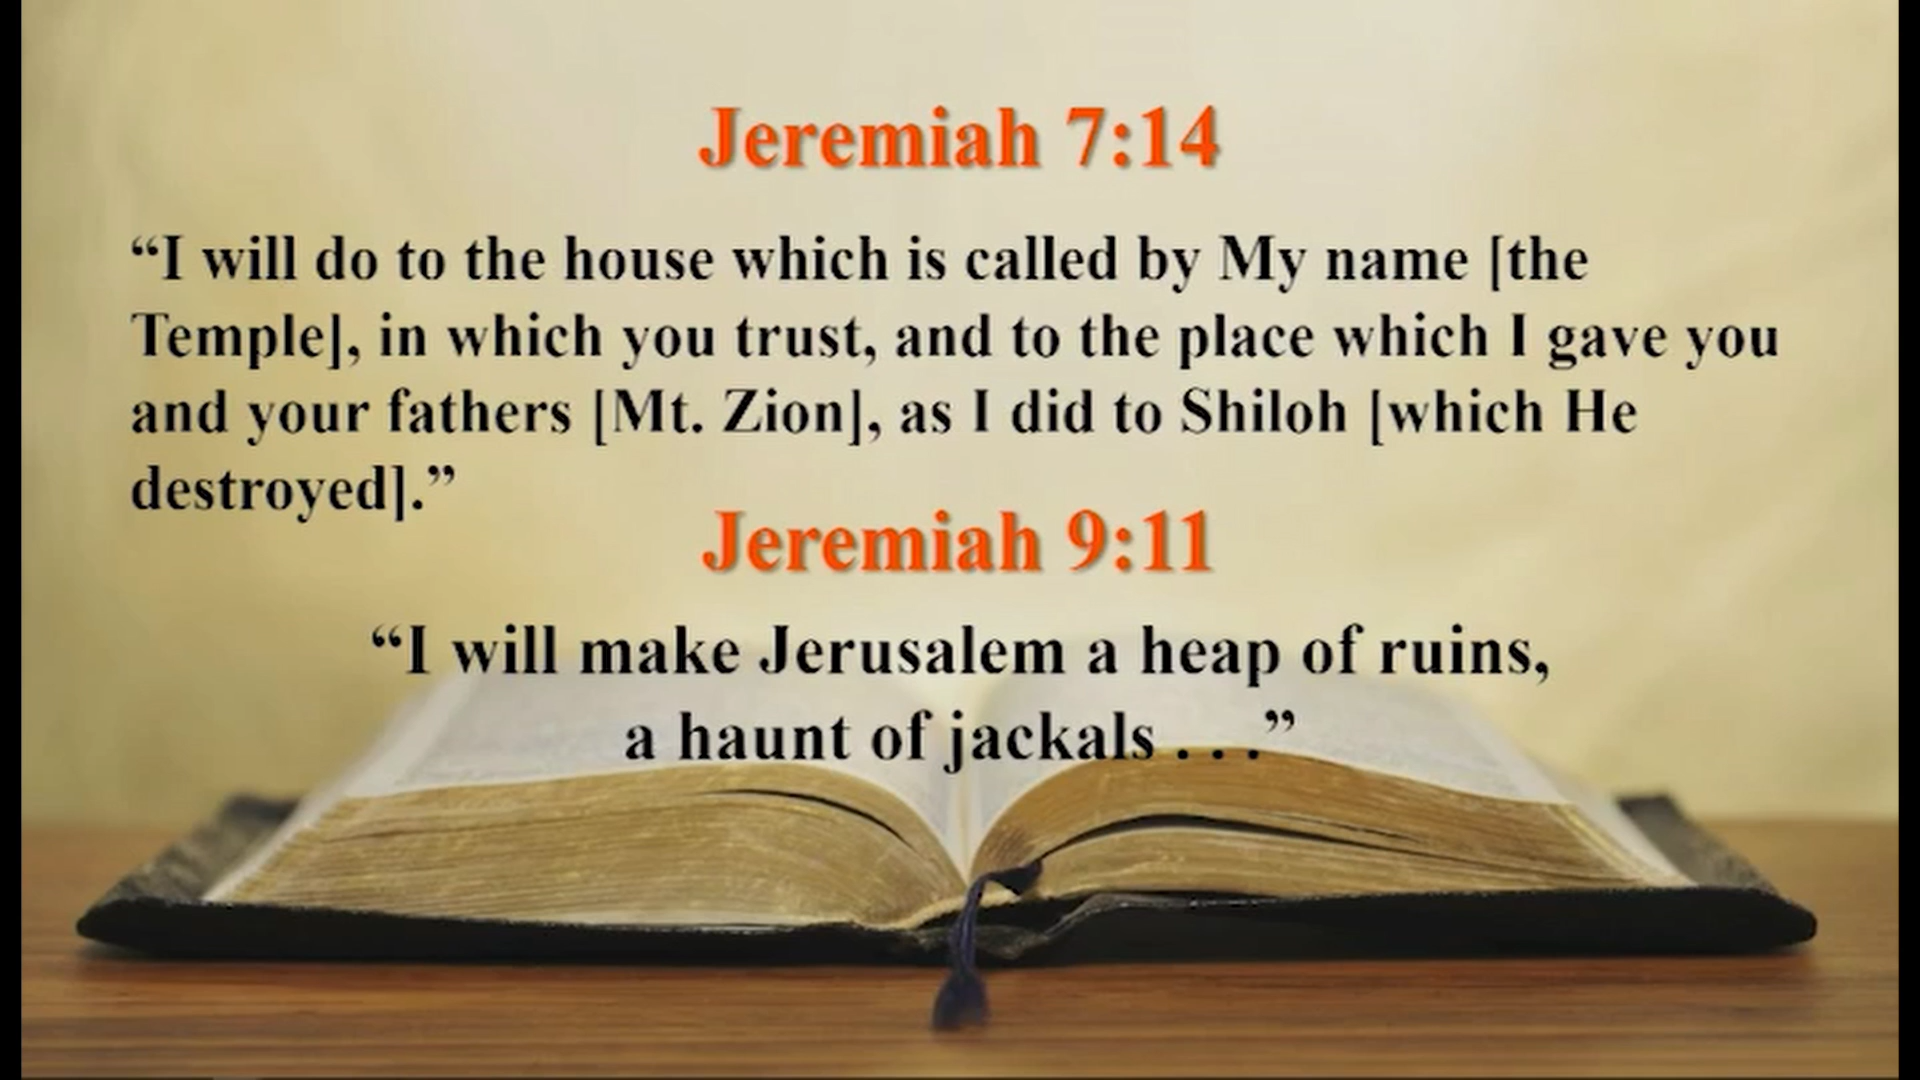 Jeremiah 7:14
“I will do to the house which is called by My name [the
Temple], in which you trust, and to the place which I gave you
and your fathers [Mt. Zion], as I did to Shiloh [which He
destroyed].”
Jeremiah 9:11
“I will make Jerusalem a heap of ruins,
a haunt of jackals . . .”